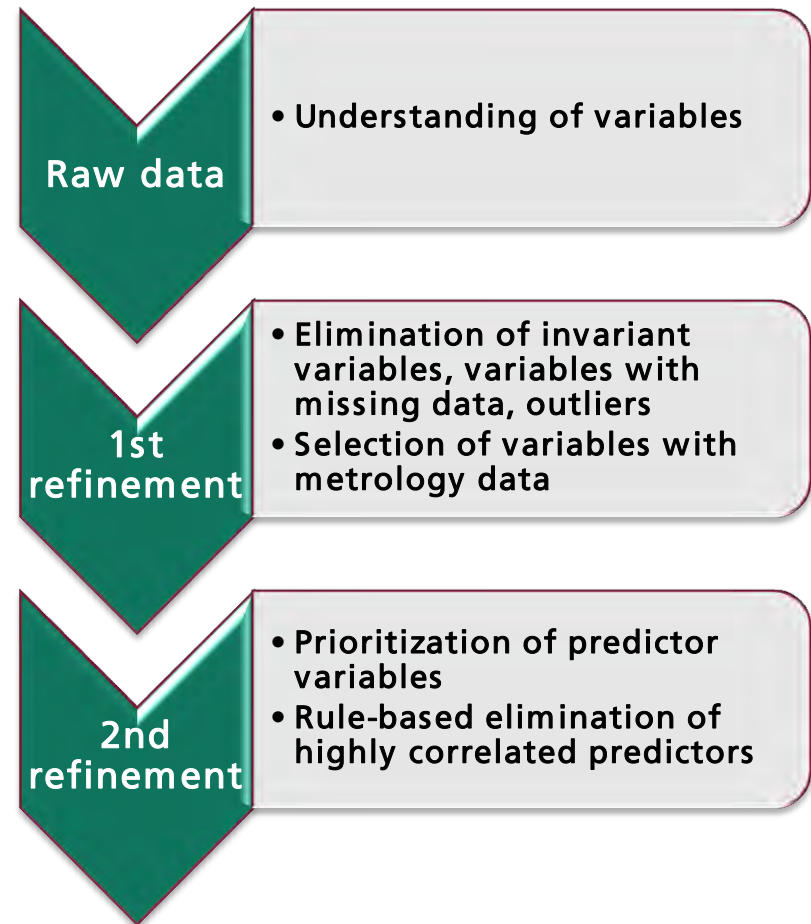 Raw data
• Understanding of variables
1st
refinement
• Elimination of invariant
variables, variables with
missing data, outliers
• Selection of variables with
metrology data
2nd
refinement
• Prioritization of predictor
variables
• Rule-based elimination of
highly correlated predictors